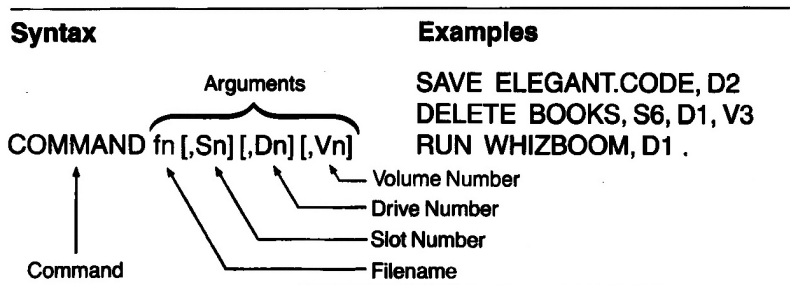 Syntax
Examples
Arguments
COMMAND fn [,Sn] [,Dn] [,Vn]
SAVE ELEGANT.CODE, D2
DELETE BOOKS, S6, D1, V3
RUN WHIZBOOM, D1 .
Volume Number
Drive Number
Slot Number
Filename
Command